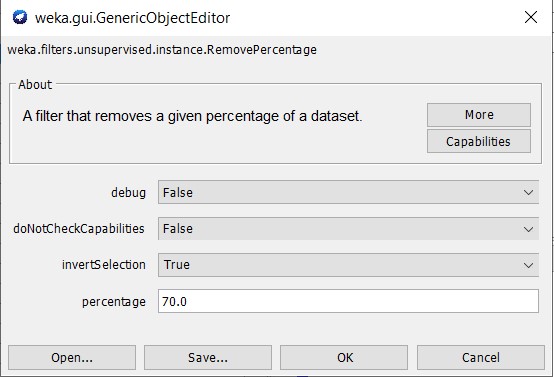 weka.gui.GenericObjectEditor
weka.filters.unsupervised.instance.RemovePercentage
About
A filter that removes a given percentage of a dataset.
More
Capabilities
debug False
doNotCheckCapabilities False
invertSelection True
percentage 70.0
Open... Save... OK Cancel